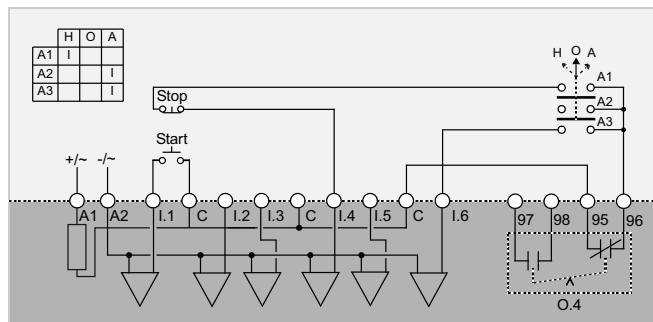 H O A
A1 I
A2 I
A3 I
H O A
A1
A2
A3
Stop
Start
+/~ -/~
A1 A2 I.1 C I.2 I.3 C I.4 I.5 C I.6 97 98 95 96
O.4